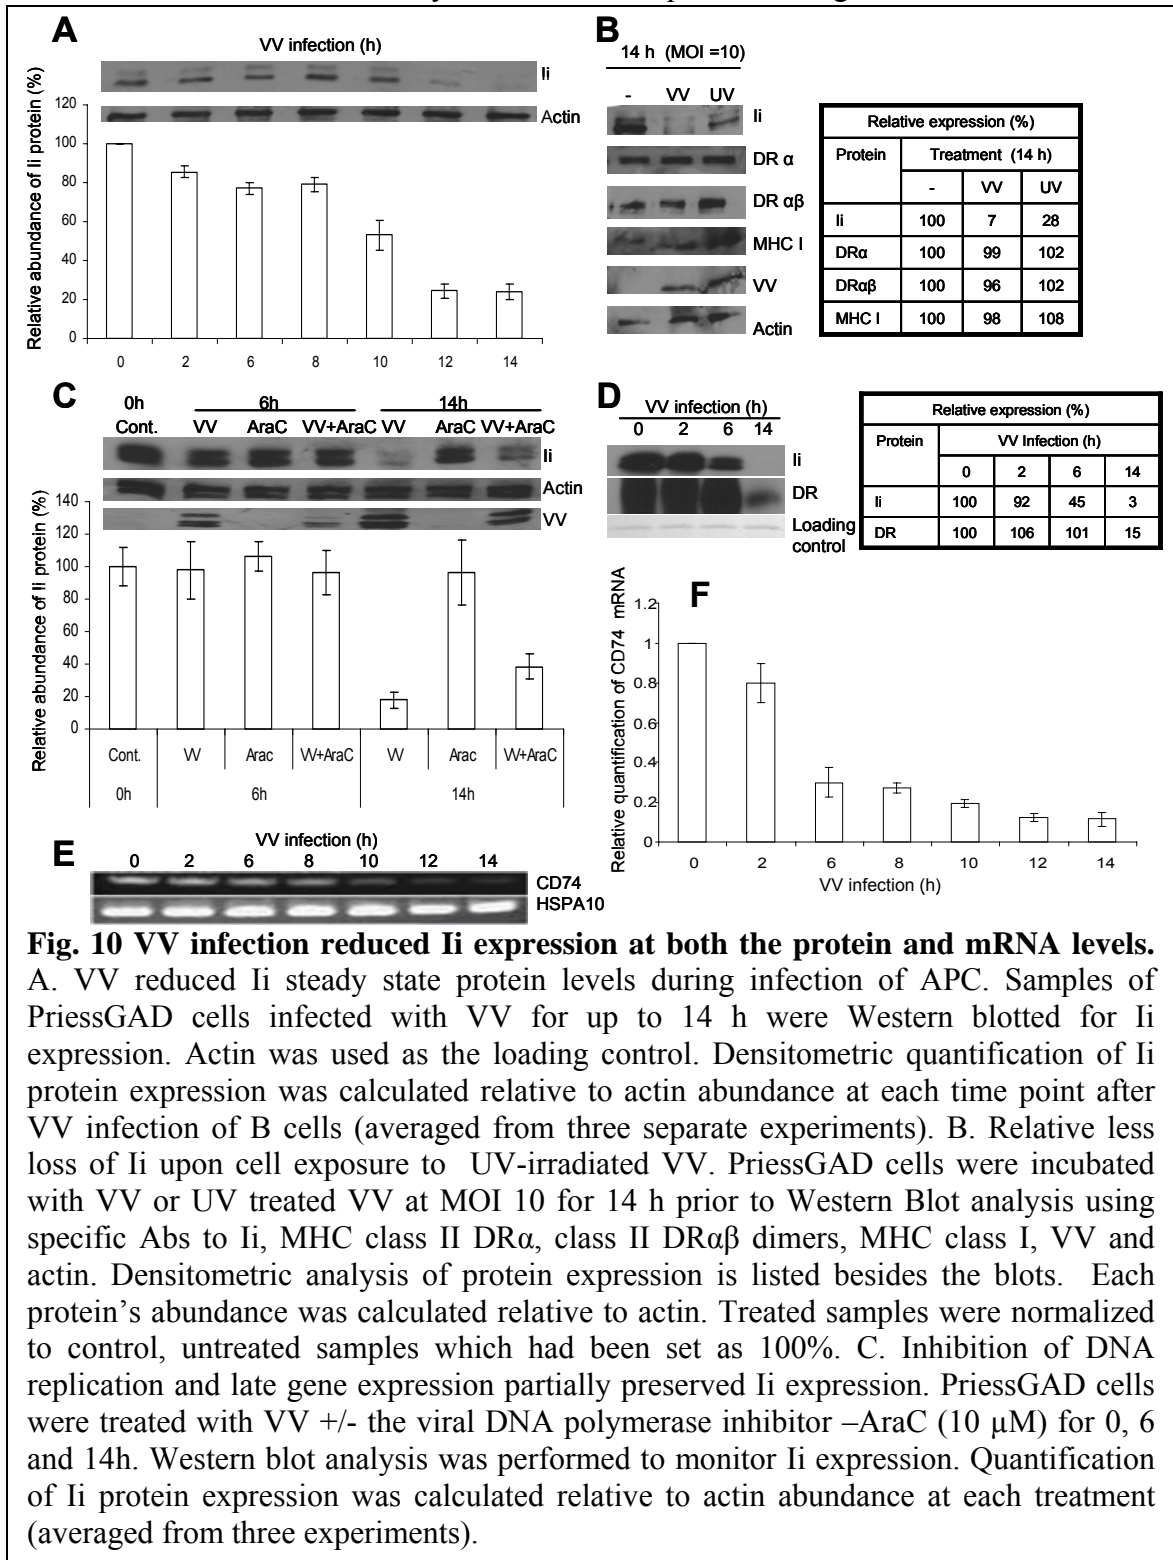 A
VV infection (h)
Ii
Actin
Relative abundance of Ii protein (%)
120
100
80
60
40
20
0
0 2 6 8 10 12 14
B
14 h (MOI =10)
- VV UV
Ii
DR α
DR αβ
MHC I
VV
Actin
Relative expression (%)
Protein Treatment (14 h)
- VV UV
Ii 100 7 28
DRα 100 99 102
DRαβ 100 96 102
MHC I 100 98 108
C
0h 6h 14h
Cont. VV AraC VV+AraC VV AraC VV+AraC
Ii
Actin
VV
Relative abundance of Ii protein (%)
140
120
100
80
60
40
20
0
Cont. VV Arac VV+AraC VV Arac VV+AraC
0h 6h 14h
D
VV infection (h)
0 2 6 14
Ii
DR
Loading
control
Relative expression (%)
Protein VV Infection (h)
0 2 6 14
Ii 100 92 45 3
DR 100 106 101 15
E
VV infection (h)
0 2 6 8 10 12 14
CD74
HSPA10
F
Relative quantification of CD74 mRNA
1.2
1
0.8
0.6
0.4
0.2
0
0 2 6 8 10 12 14
VV infection (h)
Fig. 10 VV infection reduced Ii expression at both the protein and mRNA levels.
A. VV reduced Ii steady state protein levels during infection of APC. Samples of
PriessGAD cells infected with VV for up to 14 h were Western blotted for Ii
expression. Actin was used as the loading control. Densitometric quantification of Ii
protein expression was calculated relative to actin abundance at each time point after
VV infection of B cells (averaged from three separate experiments). B. Relative less
loss of Ii upon cell exposure to UV-irradiated VV. PriessGAD cells were incubated
with VV or UV treated VV at MOI 10 for 14 h prior to Western Blot analysis using
specific Abs to Ii, MHC class II DRα, class II DRαβ dimers, MHC class I, VV and
actin. Densitometric analysis of protein expression is listed besides the blots. Each
protein's abundance was calculated relative to actin. Treated samples were normalized
to control, untreated samples which had been set as 100%. C. Inhibition of DNA
replication and late gene expression partially preserved Ii expression. PriessGAD cells
were treated with VV +/- the viral DNA polymerase inhibitor –AraC (10 µM) for 0, 6
and 14h. Western blot analysis was performed to monitor Ii expression. Quantification
of Ii protein expression was calculated relative to actin abundance at each treatment
(averaged from three experiments).